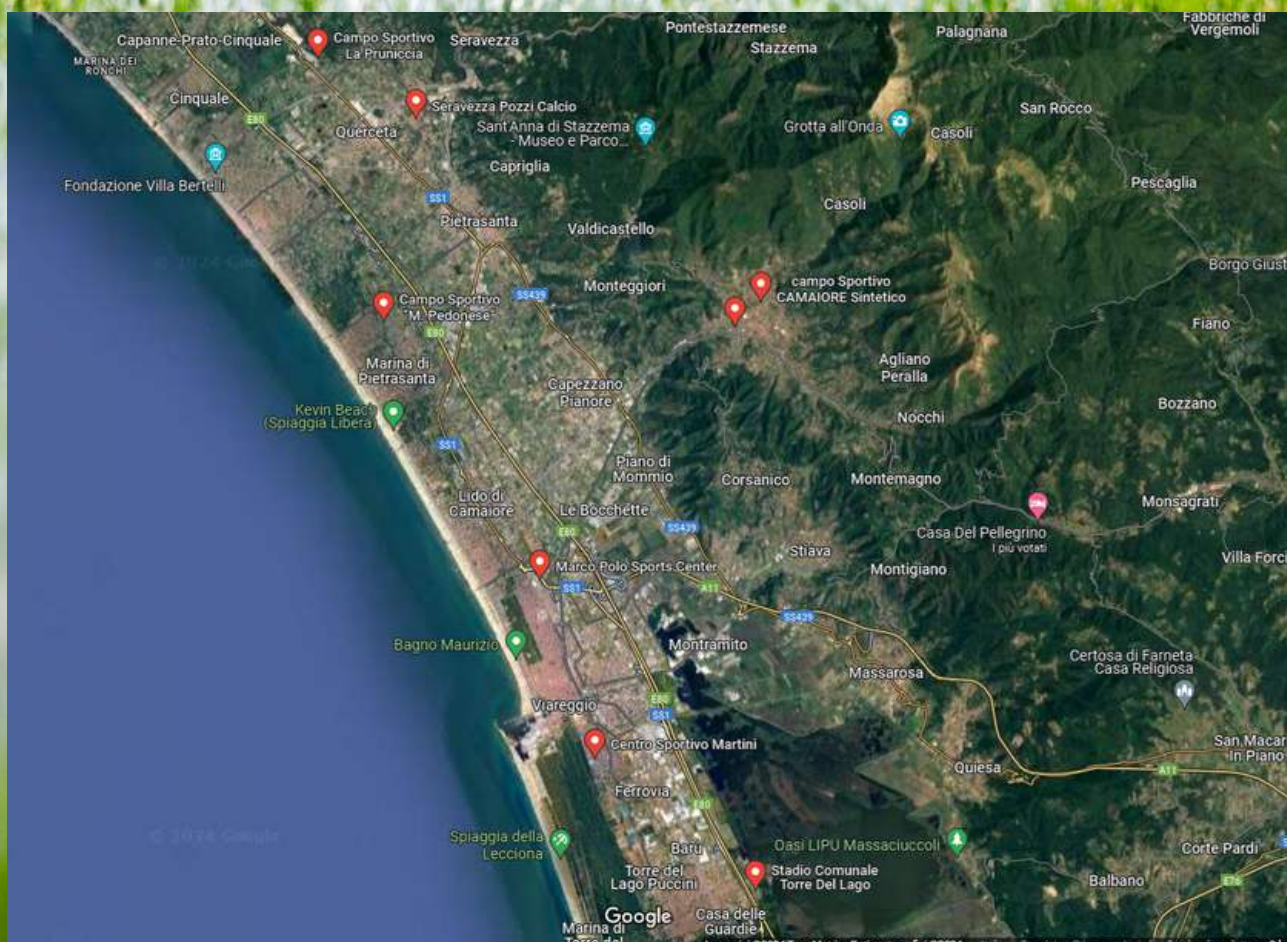 Fabbriche di
Vergemoli
Capanne-Prato-Cinquale
Campo Sportivo
La Pruniccia
Seravezza
Pontestazzemese
Stazzema
Palagnana
MARINA DEI
RONCHI
Cinquale
E80
Seravezza Pozzi Calcio
Querceta
Sant'Anna di Stazzema
- Museo e Parco...
Grotta all'Onda
Casoli
San Rocco
Capriglia
Fondazione Villa Bertelli
SS1
Pescaglia
Pietrasanta
Valdicastello
Casoli
Borgo Giust
Monteggiori
SS439
campo Sportivo
CAMAIORE Sintetico
Campo Sportivo
"M. Pedonese"
E80
Fiano
Marina di
Pietrasanta
Agliano
Peralla
Capezzano
Pianore
Kevin Beach
(Spiaggia Libera)
Nocchi
Bozzano
SS1
Piano di
Mommio
Corsanico
Montemagno
Monsagrati
Lido di
Camaiore
Le Bocchette
SS439
E80
Casa Del Pellegrino
I più votati
Stiava
Villa Forci
Marco Polo Sports Center
Montigiano
SS1
A11
SS439
Bagno Maurizio
Montramito
Massarosa
Certosa di Farneta
Casa Religiosa
Viareggio
E80
SS1
Centro Sportivo Martini
San Macar
In Piano
Quiesa
A11
Ferrovia
E80
Spiaggia della
Lecciona
© 2024 Google
Baru
Oasi LIPU Massaciuccoli
Corte Pardi
Torre del
Lago Puccini
Stadio Comunale
Torre Del Lago
Balbano
E76
Google
Casa delle
Guardie
Marina di